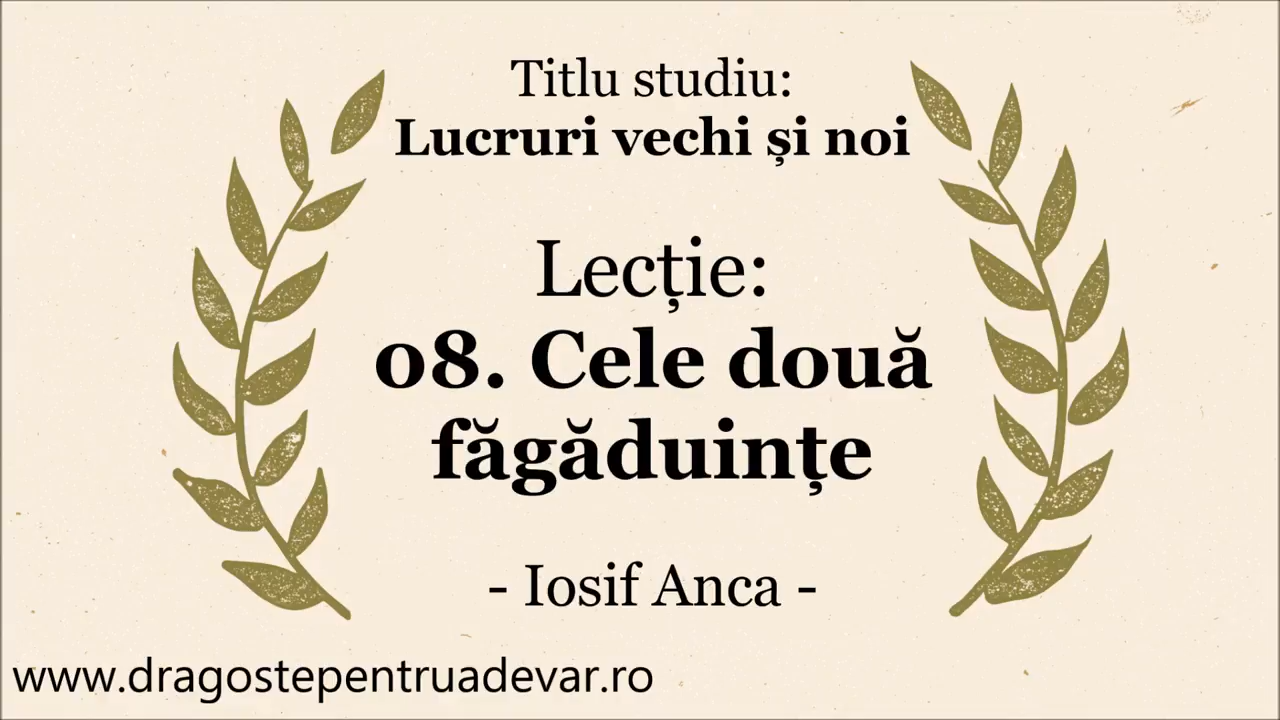 Titlu studiu:
Lucruri vechi și noi
Lecție:
08. Cele două
făgăduințe
- Iosif Anca -
www.dragostepentruadevar.ro